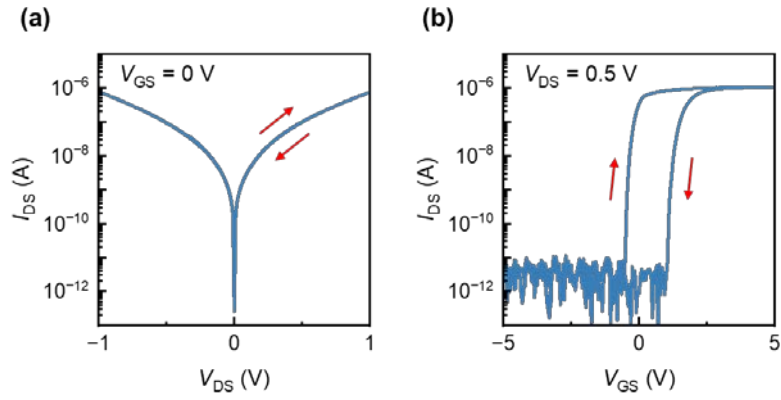 (a)
V_GS = 0 V
I_DS (A)
10⁻⁶
10⁻⁸
10⁻¹⁰
10⁻¹²
−1
0
1
V_DS (V)
(b)
V_DS = 0.5 V
I_DS (A)
10⁻⁶
10⁻⁸
10⁻¹⁰
10⁻¹²
−5
0
5
V_GS (V)